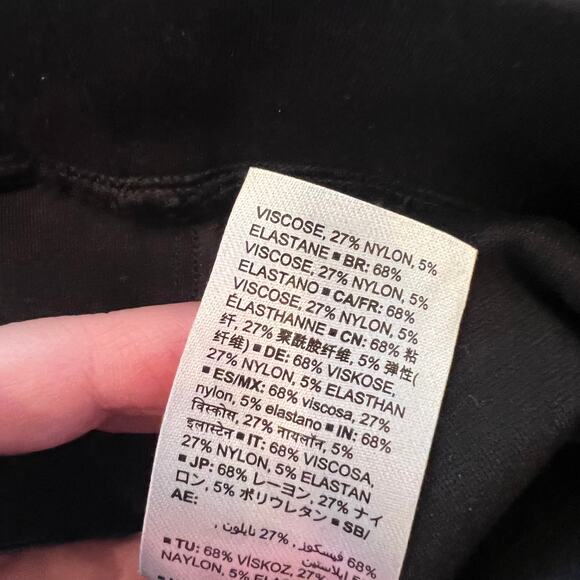 VISCOSE, 27% NYLON, 5%
ELASTANE ■ BR: 68%
VISCOSE, 27% NYLON, 5%
ELASTANO ■ CA/FR: 68%
VISCOSE, 27% NYLON, 5%
ÉLASTHANNE ■ CN: 68% 粘
纤, 27% 聚酰胺纤维, 5% 弹性(
纤维) ■ DE: 68% VISKOSE,
27% NYLON, 5% ELASTHAN
■ ES/MX: 68% viscosa, 27%
nylon, 5% elastano ■ IN: 68%
विस्कोस, 27% नायलॉन, 5%
इलास्टेन ■ IT: 68% VISCOSA,
27% NYLON, 5% ELASTAN
■ JP: 68% レーヨン, 27% ナイ
ロン, 5% ポリウレタン ■ SB/
AE:
68% فيسكوز, 27% نايلون,
5% إيلاستين
■ TU: 68% VİSKOZ, 27%
NAYLON, 5%